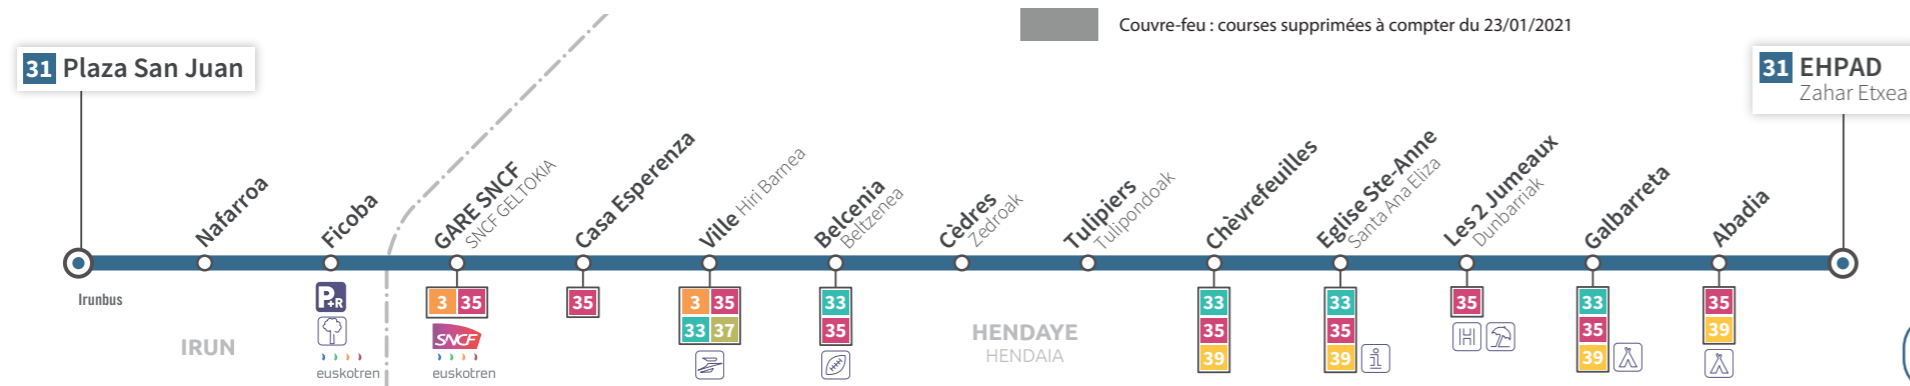 Couvre-feu : courses supprimées à compter du 23/01/2021
31 Plaza San Juan
31 EHPAD
Zahar Etxea
Nafarroa
Ficoba
GARE SNCF
SNCF GELTOKIA
Casa Esperenza
Ville Hiri Barnea
Belcenia
Beltzenea
Cèdres
Zedroak
Tulipiers
Tulipondoak
Chèvrefeuilles
Eglise Ste-Anne
Santa Ana Eliza
Les 2 Jumeaux
Dunbarriak
Galbarreta
Abadia
Irunbus
P+R
euskotren
3 35
SNCF
euskotren
35
3 35
33 37
33
35
33
35
39
33
35
39
i
35
H
33
35
39
35
39
IRUN
HENDAYE
HENDAIA